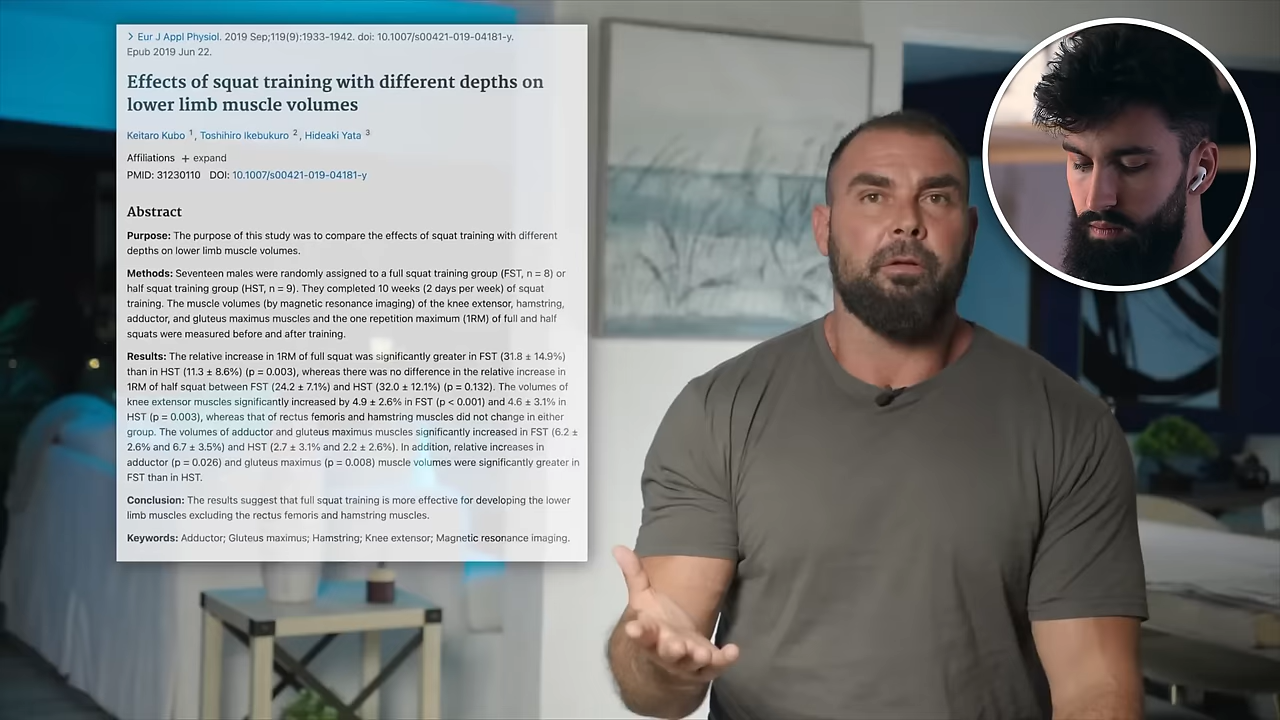 > Eur J Appl Physiol. 2019 Sep;119(9):1933-1942. doi: 10.1007/s00421-019-04181-y.
Epub 2019 Jun 22.
Effects of squat training with different depths on
lower limb muscle volumes
Keitaro Kubo 1, Toshihiro Ikebukuro 2, Hideaki Yata 3
Affiliations + expand
PMID: 31230110 DOI: 10.1007/s00421-019-04181-y
Abstract
Purpose: The purpose of this study was to compare the effects of squat training with different
depths on lower limb muscle volumes.
Methods: Seventeen males were randomly assigned to a full squat training group (FST, n = 8) or
half squat training group (HST, n = 9). They completed 10 weeks (2 days per week) of squat
training. The muscle volumes (by magnetic resonance imaging) of the knee extensor, hamstring,
adductor, and gluteus maximus muscles and the one repetition maximum (1RM) of full and half
squats were measured before and after training.
Results: The relative increase in 1RM of full squat was significantly greater in FST (31.8 ± 14.9%)
than in HST (11.3 ± 8.6%) (p = 0.003), whereas there was no difference in the relative increase in
1RM of half squat between FST (24.2 ± 7.1%) and HST (32.0 ± 12.1%) (p = 0.132). The volumes of
knee extensor muscles significantly increased by 4.9 ± 2.6% in FST (p < 0.001) and 4.6 ± 3.1% in
HST (p = 0.003), whereas that of rectus femoris and hamstring muscles did not change in either
group. The volumes of adductor and gluteus maximus muscles significantly increased in FST (6.2 ±
2.6% and 6.7 ± 3.5%) and HST (2.7 ± 3.1% and 2.2 ± 2.6%). In addition, relative increases in
adductor (p = 0.026) and gluteus maximus (p = 0.008) muscle volumes were significantly greater in
FST than in HST.
Conclusion: The results suggest that full squat training is more effective for developing the lower
limb muscles excluding the rectus femoris and hamstring muscles.
Keywords: Adductor; Gluteus maximus; Hamstring; Knee extensor; Magnetic resonance imaging.